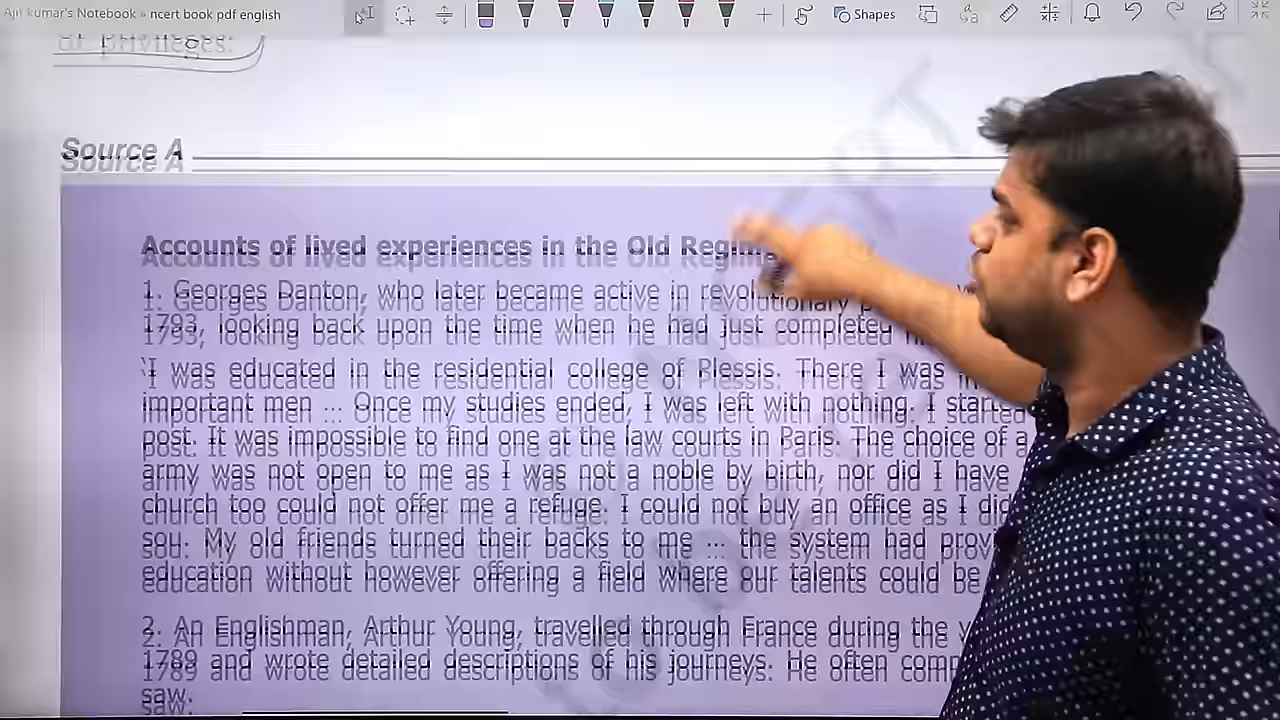 Ajit kumar's Notebook » ncert book pdf english
Shapes
of privileges.
Source A
Accounts of lived experiences in the Old
1. Georges Danton, who later became active in revolutionary
1793, looking back upon the time when he had just completed
'I was educated in the residential college of Plessis. There I was
important men ... Once my studies ended, I was left with nothing. I started
post. It was impossible to find one at the law courts in Paris. The choice of a
army was not open to me as I was not a noble by birth, nor did I have
church too could not offer me a refuge. I could not buy an office as I
sou. My old friends turned their backs to me ... the system had
education without however offering a field where our talents could be
2. An Englishman, Arthur Young, travelled through France during the
1789 and wrote detailed descriptions of his journeys. He often
saw.